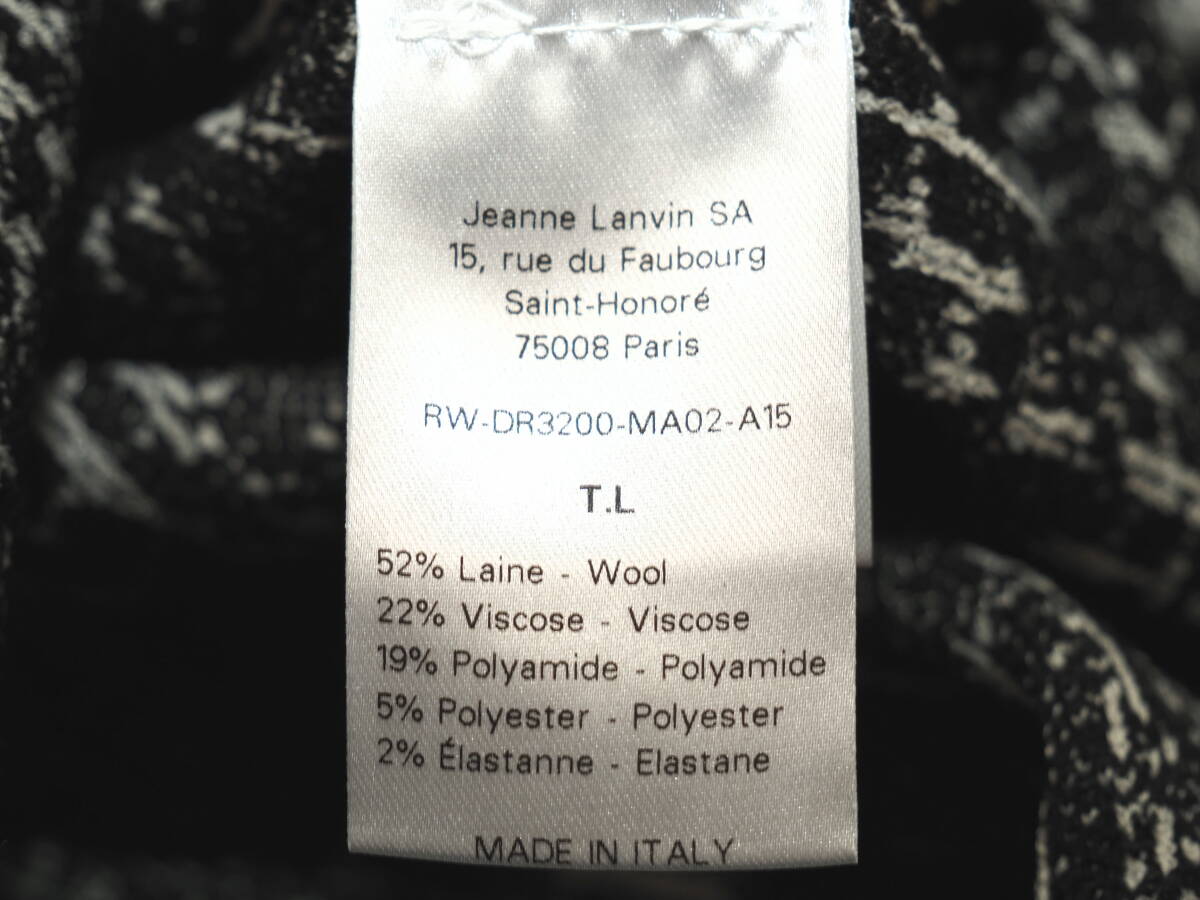 Jeanne Lanvin SA
15, rue du Faubourg
Saint-Honoré
75008 Paris
RW-DR3200-MA02-A15
T.L
52% Laine - Wool
22% Viscose - Viscose
19% Polyamide - Polyamide
5% Polyester - Polyester
2% Élastanne - Elastane
MADE IN ITALY